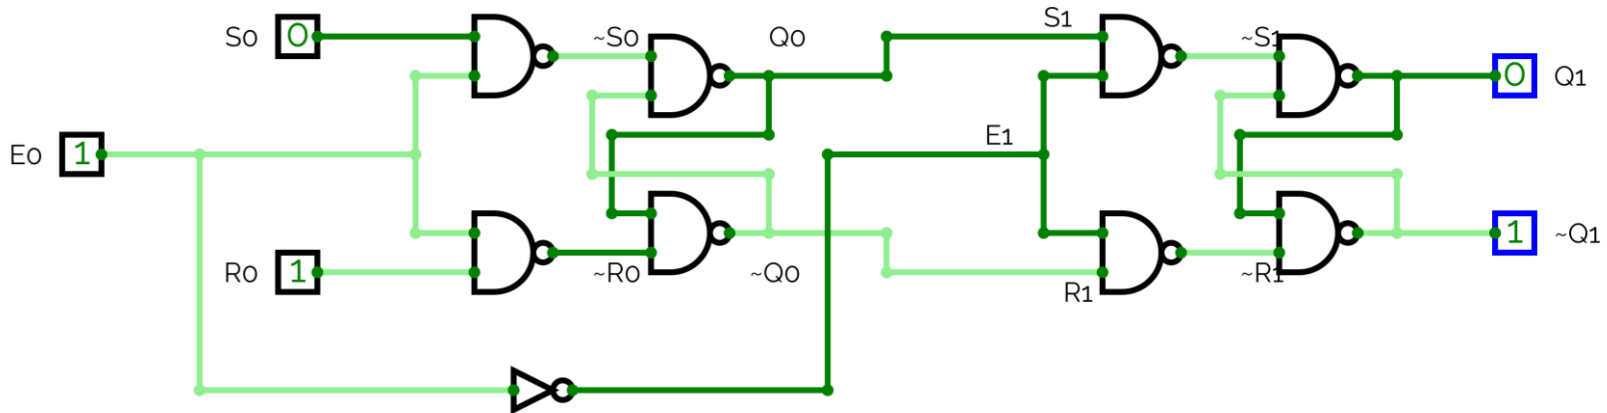 S0 0 ~S0 Q0 S1 ~S1 0 Q1
E0 1 E1
R0 1 ~R0 ~Q0 R1 ~R1 1 ~Q1